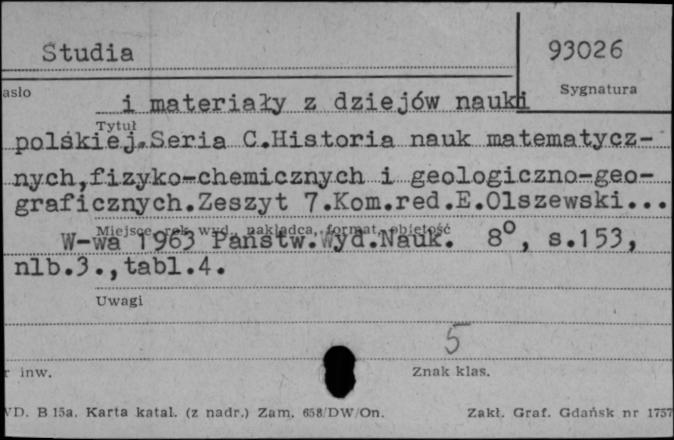 Studia
93026
Sygnatura
asło
i materiały z dziejów nauki
Tytuł
polskiej.Seria C.Historia nauk matematycz-
nych,fizyko-chemicznych i geologiczno-geo-
graficznych.Zeszyt 7.Kom.red.E.Olszewski...
Miejsce, rok wyd., nakładca, format, objętość
W-wa 1963 Państw.Wyd.Nauk. 8°, s.153,
nlb.3.,tabl.4.
Uwagi
5
r inw.
Znak klas.
VD. B 15a. Karta katal. (z nadr.) Zam. 658/DW/On.
Zakł. Graf. Gdańsk nr 1757